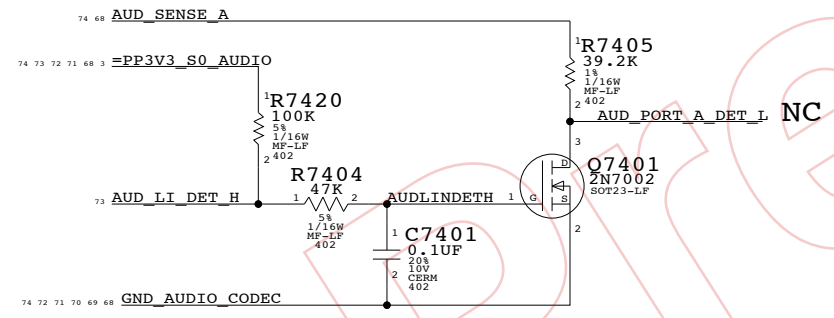 74 68 AUD_SENSE_A
74 73 72 71 68 3 =PP3V3_S0_AUDIO
1
R7405
39.2K
1%
1/16W
MF-LF
402
2
1
R7420
100K
5%
1/16W
MF-LF
402
2
AUD_PORT_A_DET_L NC
3
D
Q7401
2N7002
SOT23-LF
G
S
1
2
R7404
47K
73 AUD_LI_DET_H
1
2
AUDLINDETH
5%
1/16W
MF-LF
402
1
C7401
0.1UF
20%
10V
CERM
402
2
74 72 71 70 69 68 GND_AUDIO_CODEC
Pre